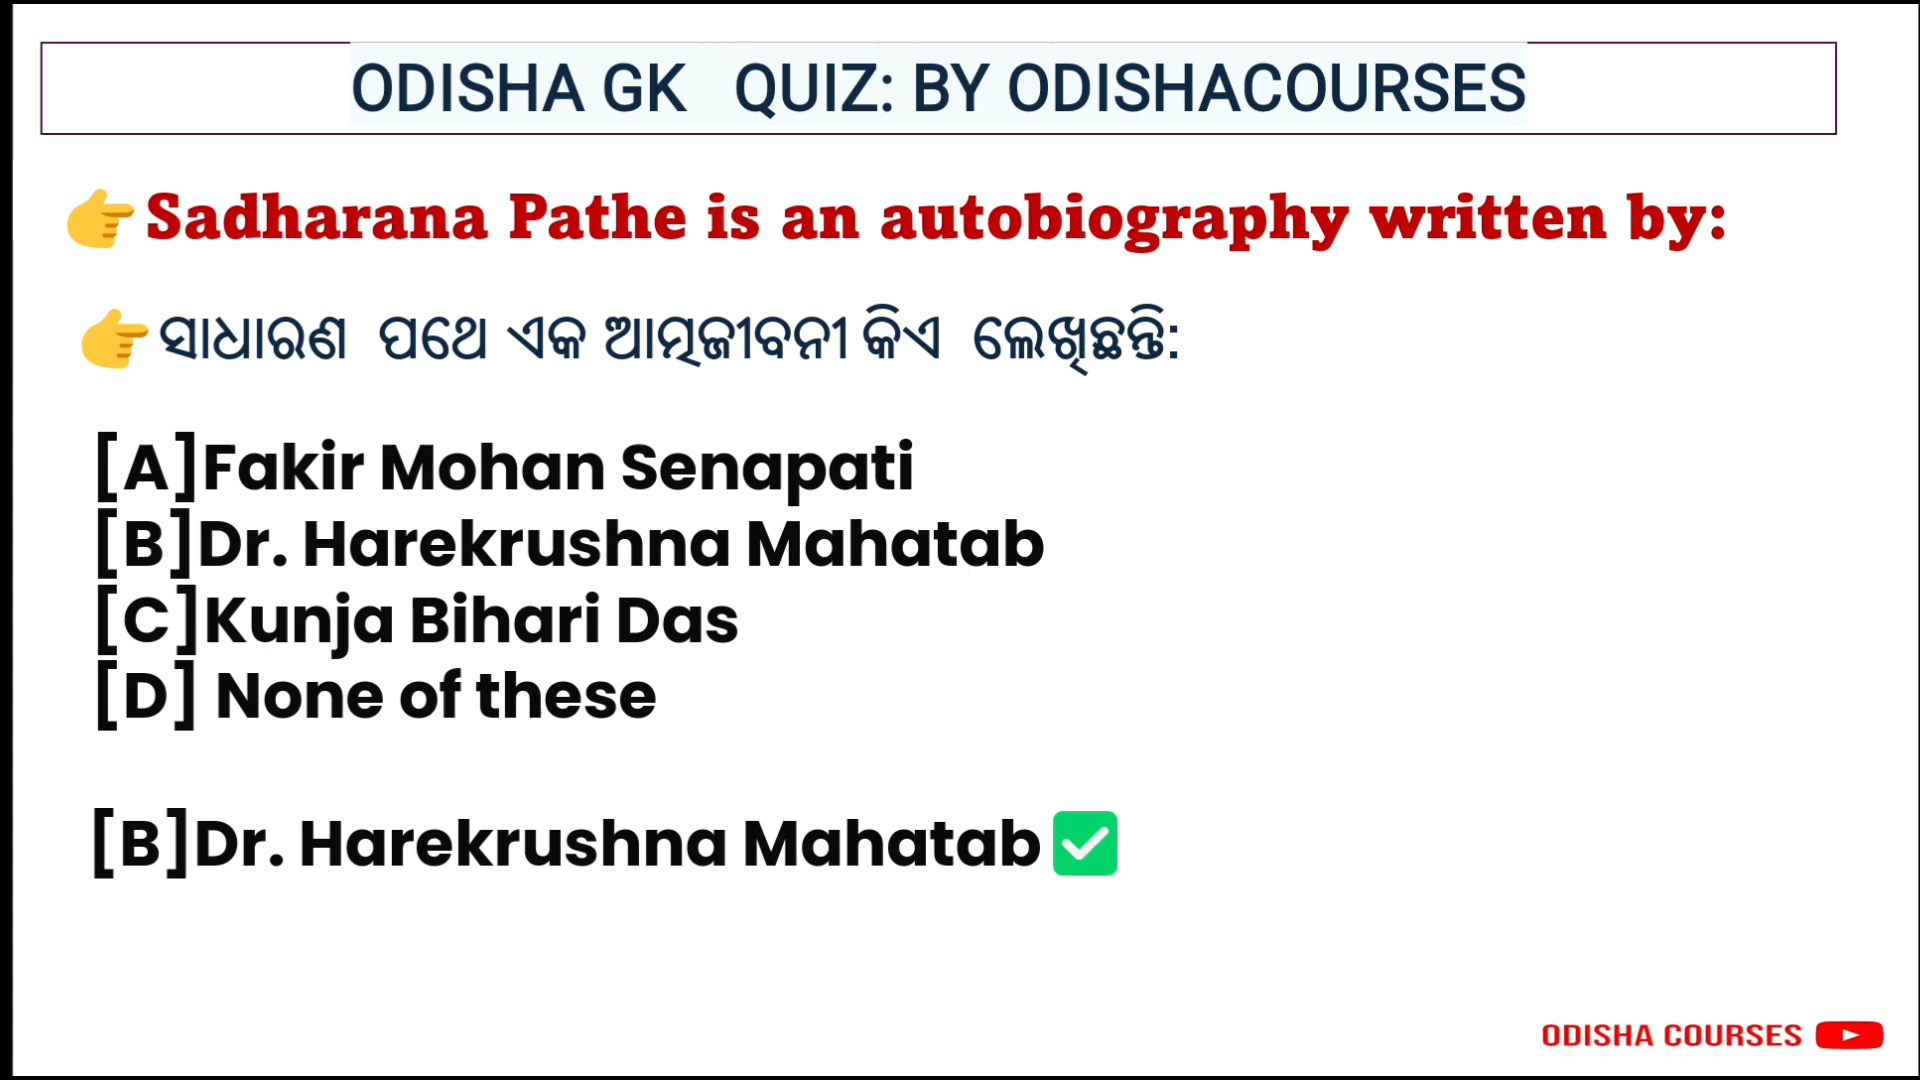 ODISHA GK QUIZ: BY ODISHACOURSES
👉Sadharana Pathe is an autobiography written by:
👉ସାଧାରଣ ପଥେ ଏକ ଆତ୍ମଜୀବନୀ କିଏ ଲେଖିଛନ୍ତି:
[A]Fakir Mohan Senapati
[B]Dr. Harekrushna Mahatab
[C]Kunja Bihari Das
[D] None of these
[B]Dr. Harekrushna Mahatab ✅
ODISHA COURSES